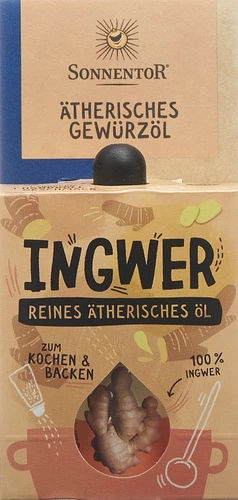 SONNENTOR®
ÄTHERISCHES
GEWÜRZÖL
INGWER
REINES ÄTHERISCHES ÖL
ZUM
KOCHEN &
BACKEN
100%
INGWER